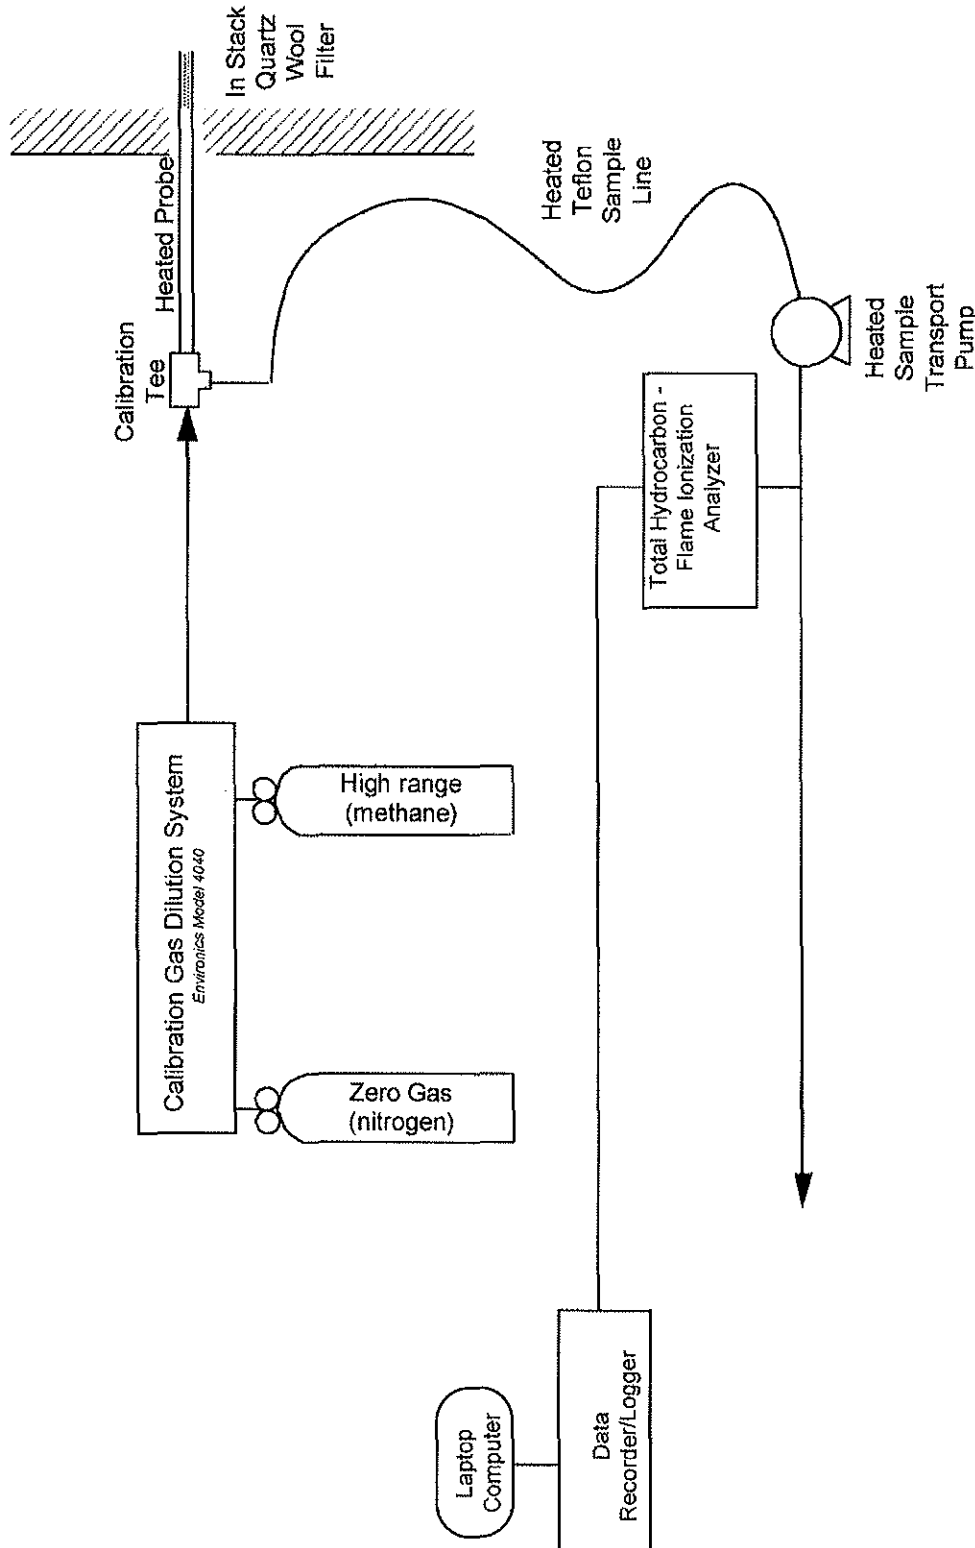 In Stack
Quartz
Wool
Filter
Heated Probe
Calibration
Tee
Heated
Teflon
Sample
Line
Heated
Sample
Transport
Pump
Total Hydrocarbon -
Flame Ionization
Analyzer
Calibration Gas Dilution System
Environics Model 4040
High range
(methane)
Zero Gas
(nitrogen)
Laptop
Computer
Data
Recorder/Logger